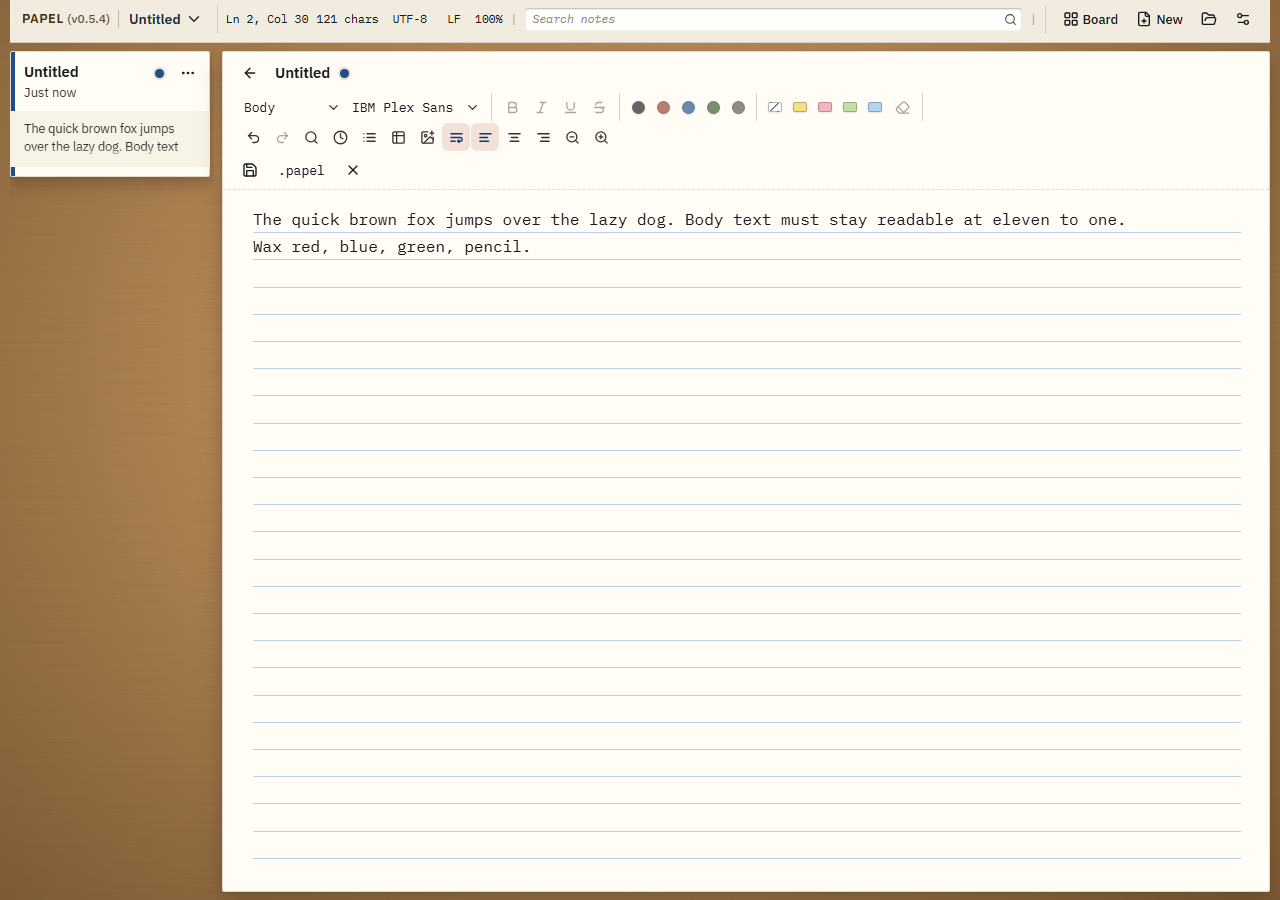 PAPEL (v0.5.4) Untitled Ln 2, Col 30 121 chars UTF-8 LF 100% | Search notes | Board New
Untitled
Just now
The quick brown fox jumps
over the lazy dog. Body text
Untitled
Body IBM Plex Sans B I U S
.papel
The quick brown fox jumps over the lazy dog. Body text must stay readable at eleven to one.
Wax red, blue, green, pencil.